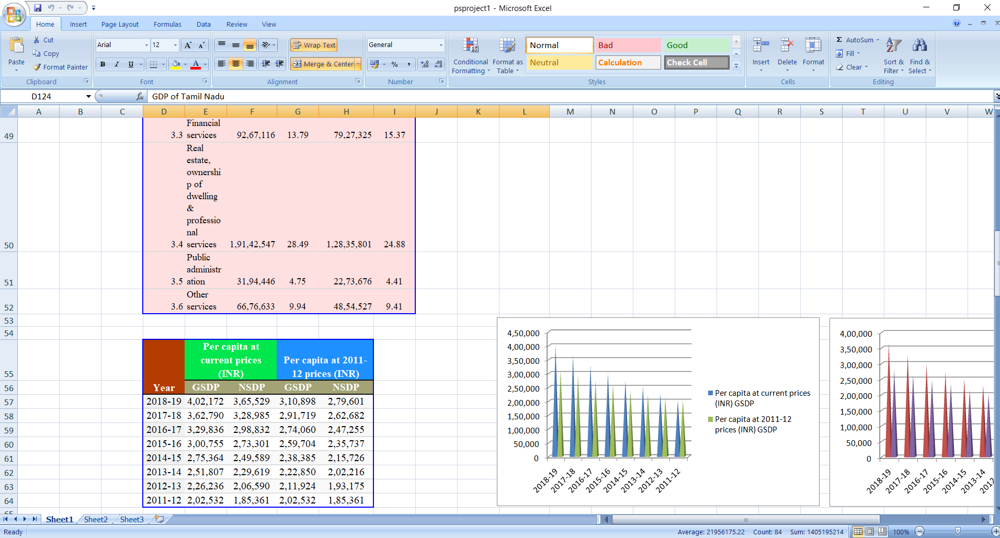 psproject1 - Microsoft Excel
Home Insert Page Layout Formulas Data Review View
Paste
Cut
Copy
Format Painter
Clipboard
Arial 12 A A
B I U A
Font
Wrap Text
Merge & Center
Alignment
General
% ,
Number
Conditional Formatting
Format as Table
Normal Bad Good
Neutral Calculation Check Cell
Styles
Insert Delete Format
Cells
Σ AutoSum
Fill
Clear
Sort & Filter
Find & Select
Editing
D124 fx GDP of Tamil Nadu
A B C D E F G H I J K L M N O P Q R S T U V W
Financial
49 3.3 services 92,67,116 13.79 79,27,325 15.37
Real
estate,
ownershi
p of
dwelling
&
professio
nal
50 3.4 services 1,91,42,547 28.49 1,28,35,801 24.88
Public
administr
51 3.5 ation 31,94,446 4.75 22,73,676 4.41
Other
52 3.6 services 66,76,633 9.94 48,54,527 9.41
53
54
Per capita at
current prices Per capita at 2011-
55 (INR) 12 prices (INR)
56 Year GSDP NSDP GSDP NSDP
57 2018-19 4,02,172 3,65,529 3,10,898 2,79,601
58 2017-18 3,62,790 3,28,985 2,91,719 2,62,682
59 2016-17 3,29,836 2,98,832 2,74,060 2,47,255
60 2015-16 3,00,755 2,73,301 2,59,704 2,35,737
61 2014-15 2,75,364 2,49,589 2,38,385 2,15,726
62 2013-14 2,51,807 2,29,619 2,22,850 2,02,216
63 2012-13 2,26,236 2,06,590 2,11,924 1,93,175
64 2011-12 2,02,532 1,85,361 2,02,532 1,85,361
65
4,50,000
4,00,000
3,50,000
3,00,000
2,50,000
2,00,000
1,50,000
1,00,000
50,000
0
2018-19 2017-18 2016-17 2015-16 2014-15 2013-14 2012-13 2011-12
Per capita at current prices
(INR) GSDP
Per capita at 2011-12
prices (INR) GSDP
4,00,000
3,50,000
3,00,000
2,50,000
2,00,000
1,50,000
1,00,000
50,000
0
2018-19 2017-18 2016-17 2015-16 2014-15 2013-14 2012
Sheet1 Sheet2 Sheet3
Ready Average: 21956175.22 Count: 84 Sum: 1405195214 100%